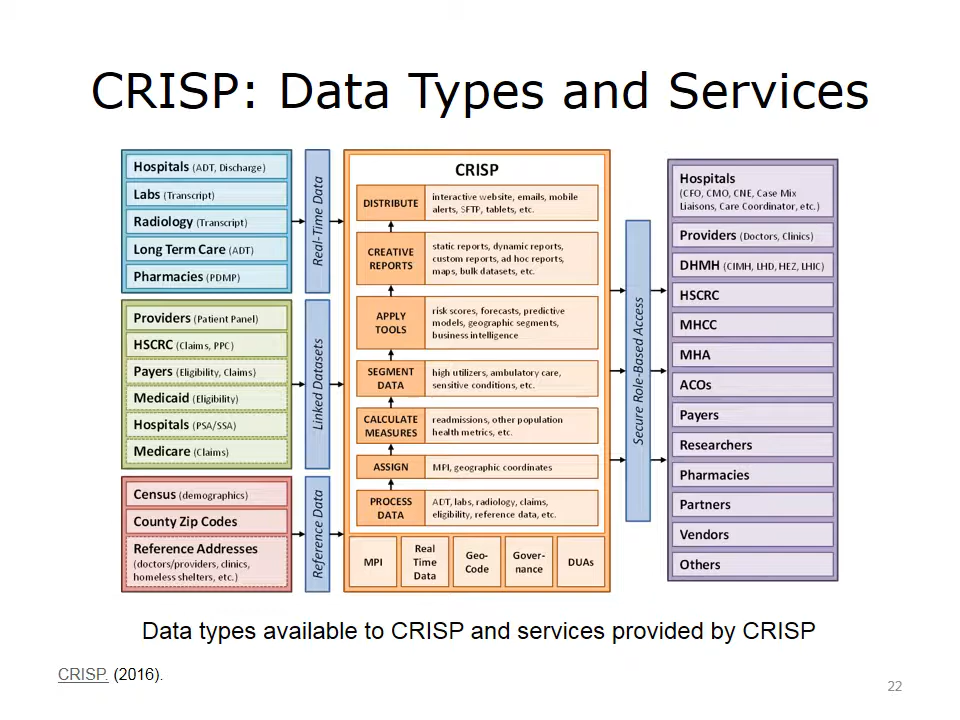 CRISP: Data Types and Services
Hospitals (ADT, Discharge)
Labs (Transcript)
Radiology (Transcript)
Long Term Care (ADT)
Pharmacies (PDMP)
Real-Time Data
Providers (Patient Panel)
HSCRC (Claims, PPC)
Payers (Eligibility, Claims)
Medicaid (Eligibility)
Hospitals (PSA/SSA)
Medicare (Claims)
Linked Datasets
Census (demographics)
County Zip Codes
Reference Addresses
(doctors/providers, clinics,
homeless shelters, etc.)
Reference Data
CRISP
DISTRIBUTE
interactive website, emails, mobile
alerts, SFTP, tablets, etc.
CREATIVE
REPORTS
static reports, dynamic reports,
custom reports, ad hoc reports,
maps, bulk datasets, etc.
APPLY
TOOLS
risk scores, forecasts, predictive
models, geographic segments,
business intelligence
SEGMENT
DATA
high utilizers, ambulatory care,
sensitive conditions, etc.
CALCULATE
MEASURES
readmissions, other population
health metrics, etc.
ASSIGN
MPI, geographic coordinates
PROCESS
DATA
ADT, labs, radiology, claims,
eligibility, reference data, etc.
MPI
Real
Time
Data
Geo-
Code
Gover-
nance
DUAs
Secure Role-Based Access
Hospitals
(CFO, CMO, CNE, Case Mix
Liaisons, Care Coordinator, etc.)
Providers (Doctors, Clinics)
DHMH (CIMH, LHD, HEZ, LHIC)
HSCRC
MHCC
MHA
ACOs
Payers
Researchers
Pharmacies
Partners
Vendors
Others
Data types available to CRISP and services provided by CRISP
CRISP. (2016).
22